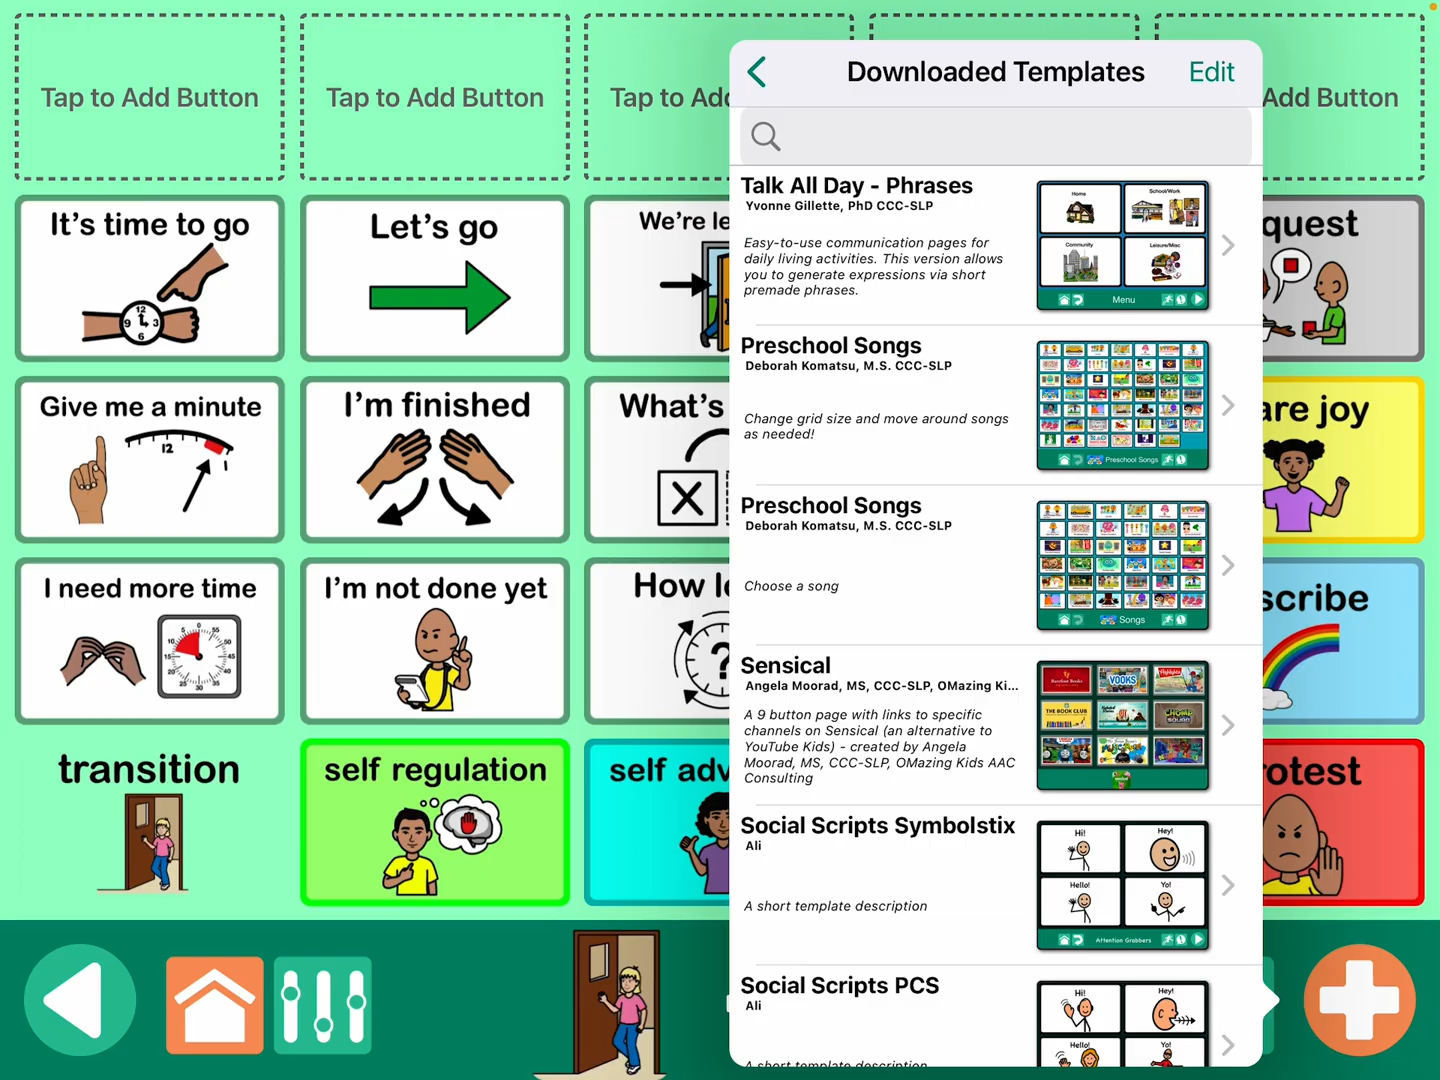 Tap to Add Button
Tap to Add Button
Tap to Add
Add Button
It's time to go
Let's go
We're le
quest
Give me a minute
I'm finished
What's
are joy
I need more time
I'm not done yet
How l
scribe
transition
self regulation
self adv
otest
Downloaded Templates
Edit
Talk All Day - Phrases
Yvonne Gillette, PhD CCC-SLP
Easy-to-use communication pages for
daily living activities. This version allows
you to generate expressions via short
premade phrases.
Home
School/Work
Community
Leisure/Misc
Menu
Preschool Songs
Deborah Komatsu, M.S. CCC-SLP
Change grid size and move around songs
as needed!
Preschool Songs
Preschool Songs
Deborah Komatsu, M.S. CCC-SLP
Choose a song
Songs
Sensical
Angela Moorad, MS, CCC-SLP, OMazing Ki...
A 9 button page with links to specific
channels on Sensical (an alternative to
YouTube Kids) - created by Angela
Moorad, MS, CCC-SLP, OMazing Kids AAC
Consulting
Barefoot Books
VOOKS
Highlights
THE BOOK CLUB
CHOMP
SQUAD
Social Scripts Symbolstix
Ali
A short template description
Hi!
Hey!
Hello!
Yo!
Attention Grabbers
Social Scripts PCS
Ali
A short template description
Hi!
Hey!
Hello!
Yo!